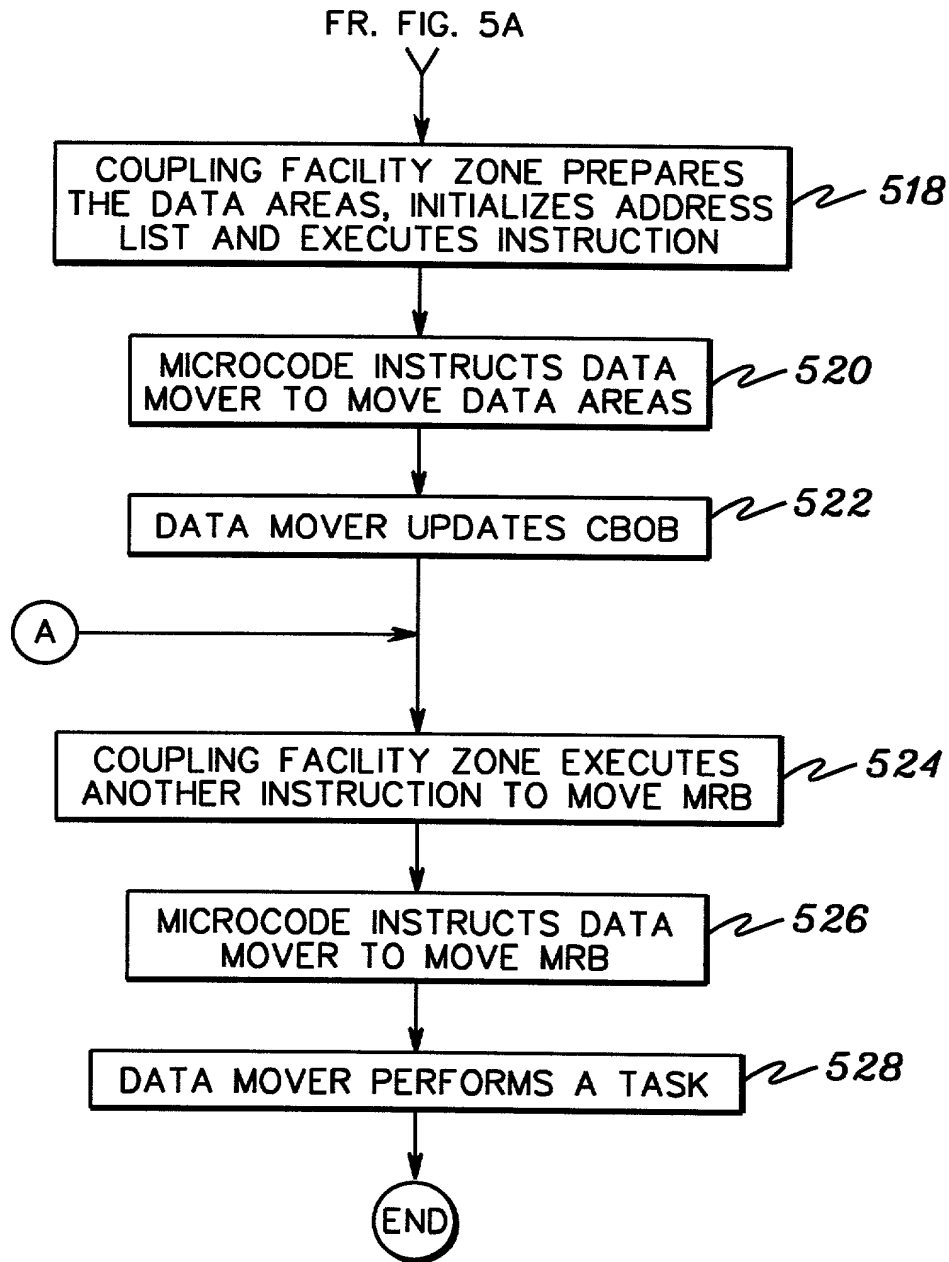 FR. FIG. 5A
COUPLING FACILITY ZONE PREPARES
THE DATA AREAS, INITIALIZES ADDRESS
LIST AND EXECUTES INSTRUCTION
518
MICROCODE INSTRUCTS DATA
MOVER TO MOVE DATA AREAS
520
DATA MOVER UPDATES CBOB
522
A
COUPLING FACILITY ZONE EXECUTES
ANOTHER INSTRUCTION TO MOVE MRB
524
MICROCODE INSTRUCTS DATA
MOVER TO MOVE MRB
526
DATA MOVER PERFORMS A TASK
528
END